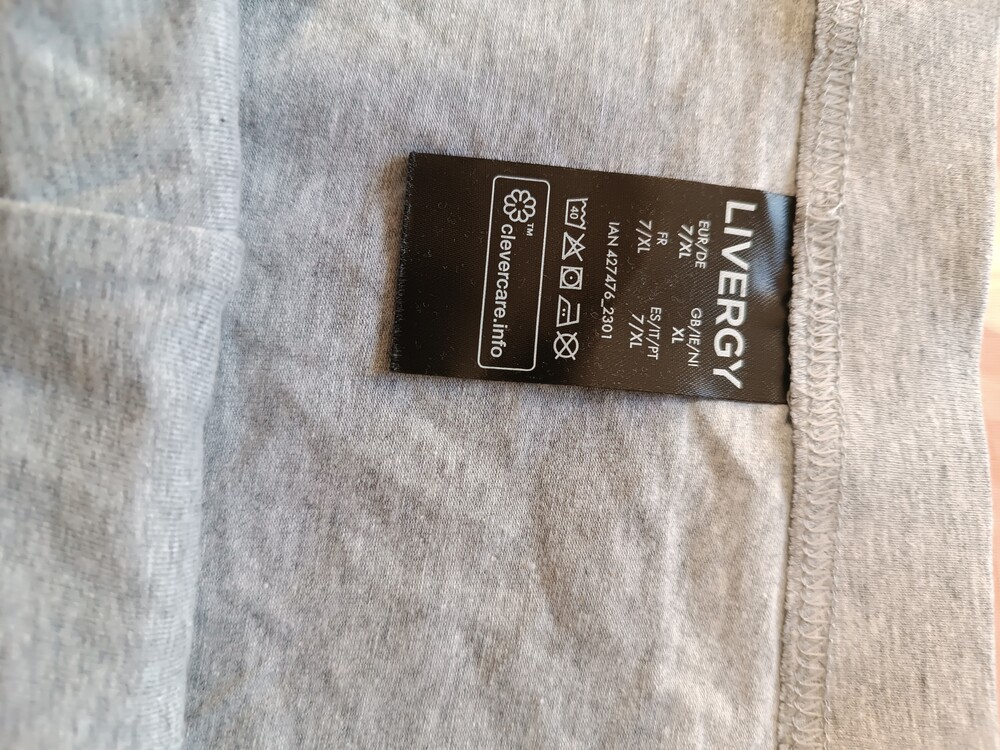 LIVERGY
EUR/DE GB/IE/NI
7/XL XL
FR ES/IT/PT
7/XL 7/XL
IAN 427476_2301
40
clevercare.info™